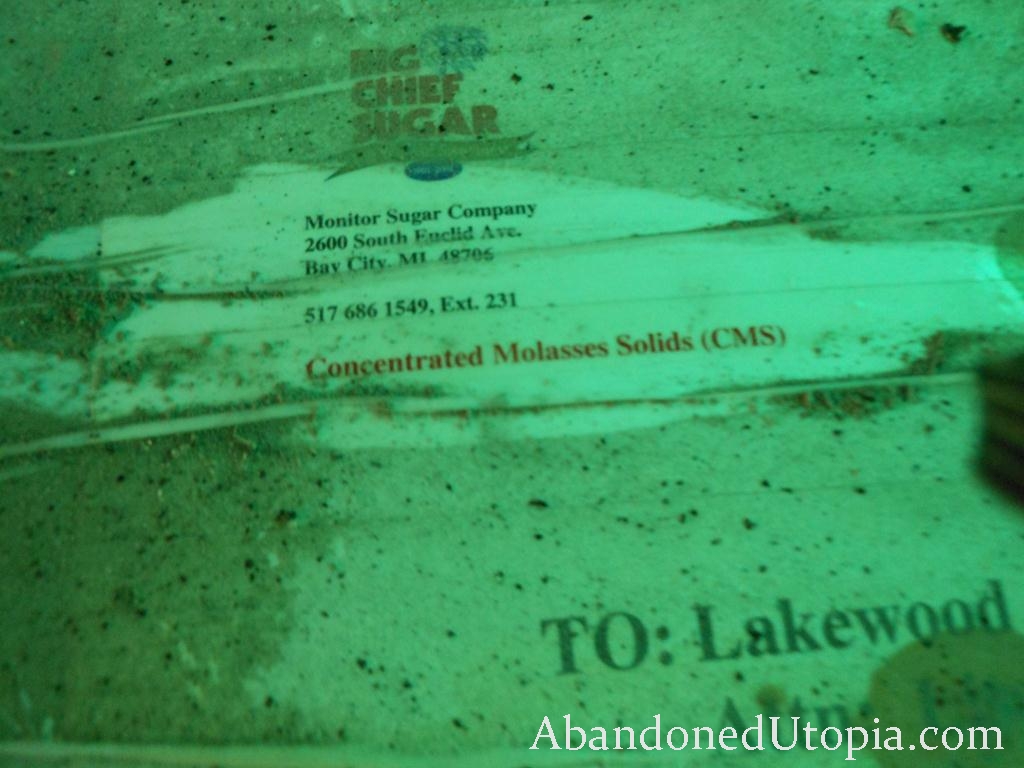 BIG
CHIEF
SUGAR
Monitor Sugar Company
2600 South Euclid Ave.
Bay City, MI 48706
517 686 1549, Ext. 231
Concentrated Molasses Solids (CMS)
TO: Lakewood
Attn:
AbandonedUtopia.com